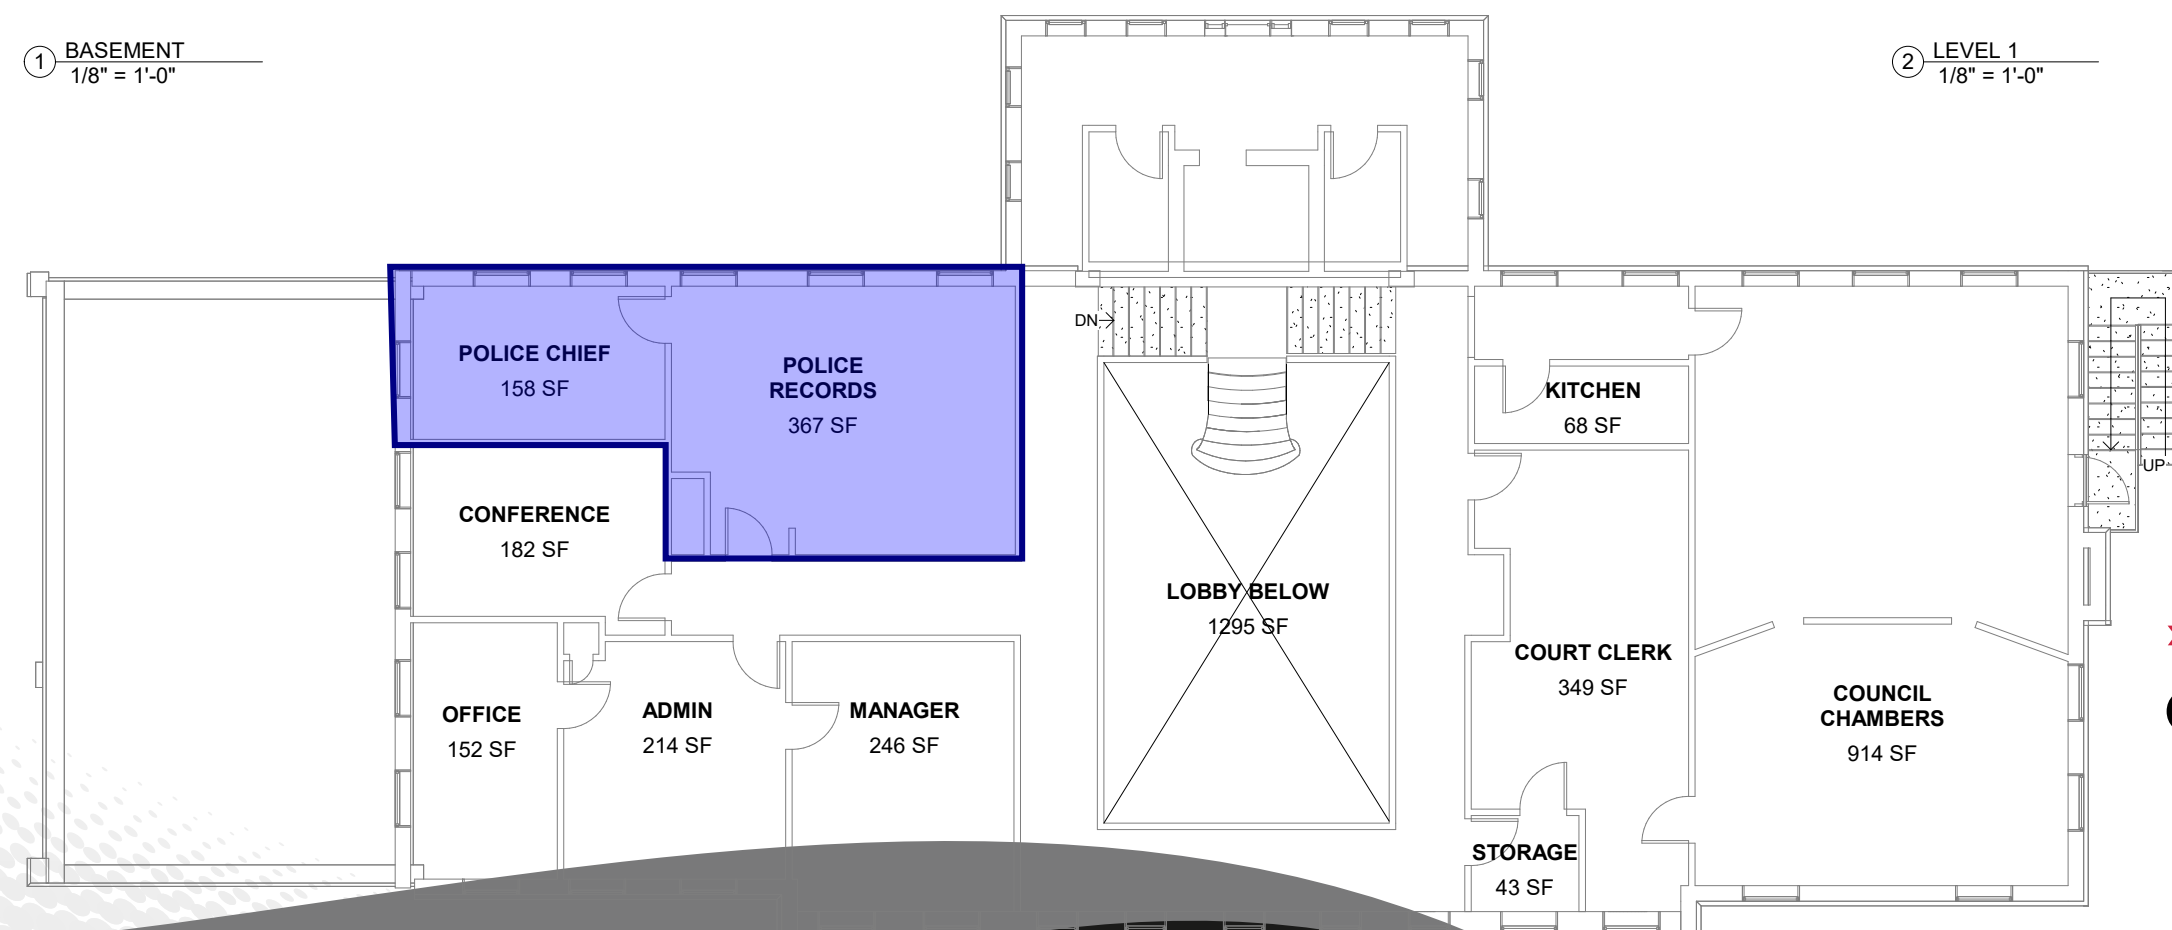 1
BASEMENT
1/8" = 1'-0"
2
LEVEL 1
1/8" = 1'-0"
DN
POLICE CHIEF
158 SF
POLICE
RECORDS
367 SF
KITCHEN
68 SF
UP
CONFERENCE
182 SF
LOBBY BELOW
1295 SF
COURT CLERK
349 SF
OFFICE
152 SF
ADMIN
214 SF
MANAGER
246 SF
COUNCIL
CHAMBERS
914 SF
STORAGE
43 SF